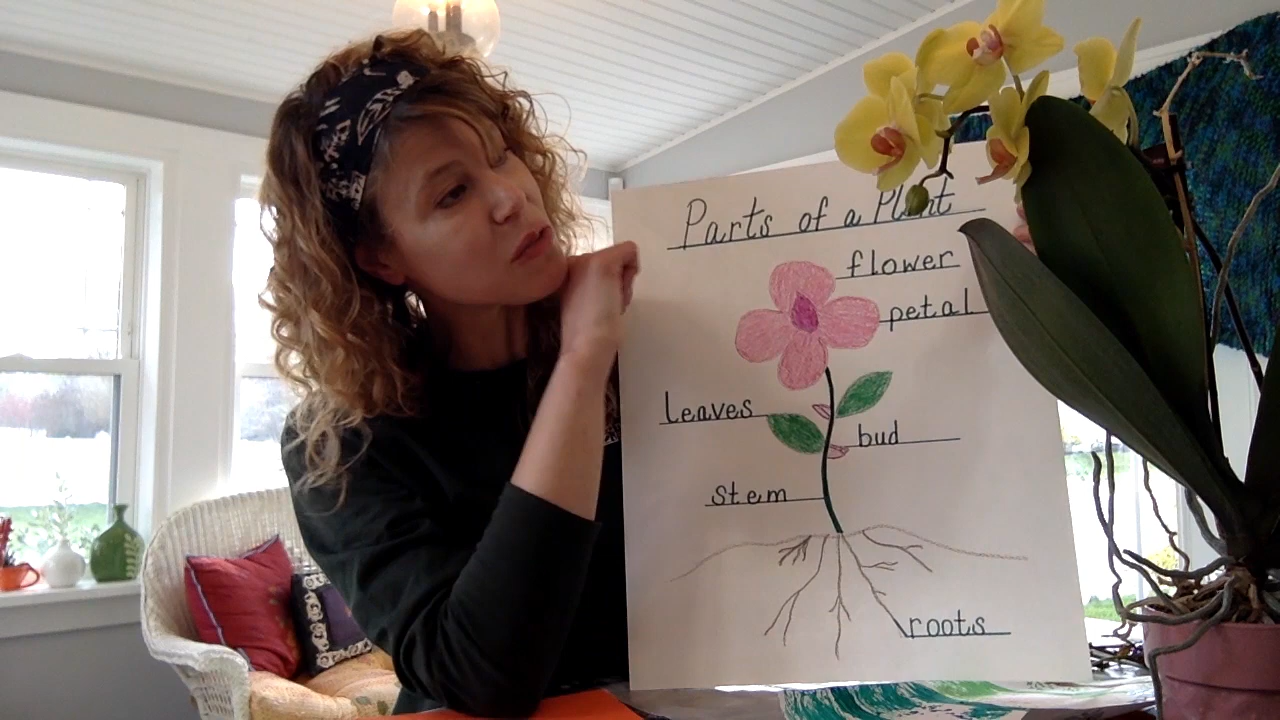 Parts of a Plant
flower
petal
leaves
bud
stem
roots